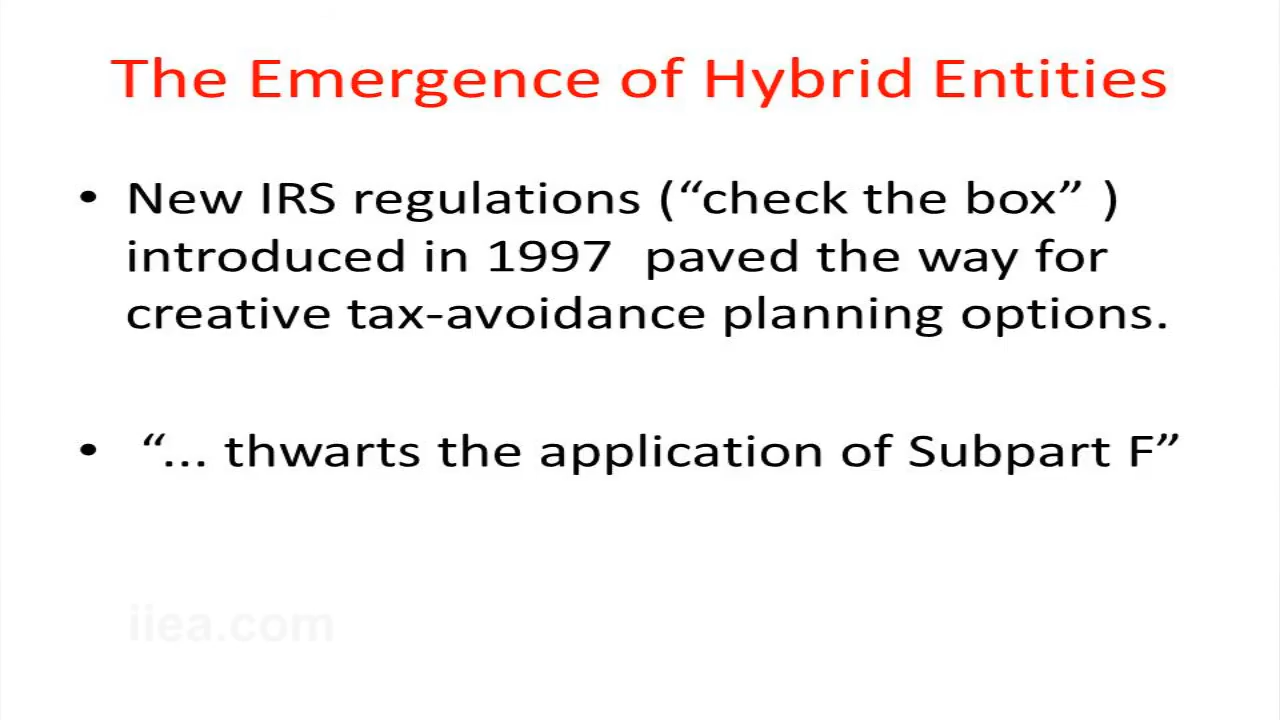 The Emergence of Hybrid Entities
• New IRS regulations (“check the box” )
introduced in 1997 paved the way for
creative tax-avoidance planning options.
• “... thwarts the application of Subpart F”
iiea.com